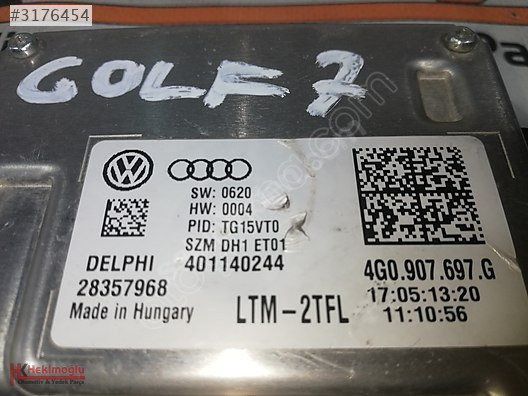 #3176454
GOLF 7
SW: 0620
HW: 0004
PID: TG15VT0
SZM DH1 ET01
DELPHI 401140244
28357968
Made in Hungary
LTM-2TFL
4G0.907.697.G
17:05:13:20
11:10:56
Hekimoğlu